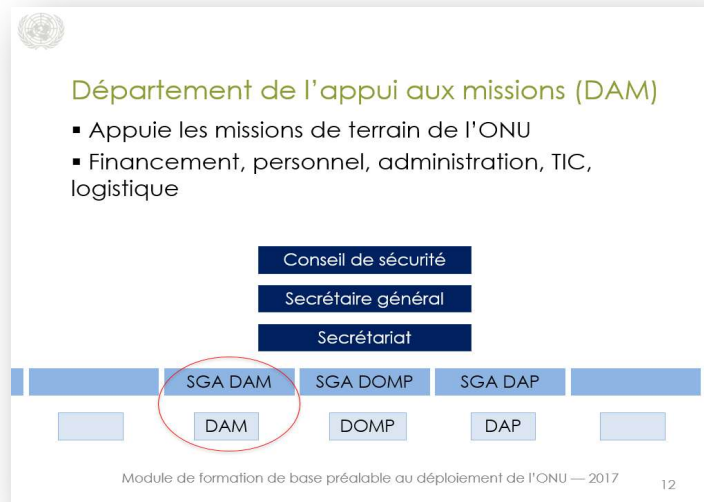 Département de l’appui aux missions (DAM)
▪ Appuie les missions de terrain de l’ONU
▪ Financement, personnel, administration, TIC,
logistique
Conseil de sécurité
Secrétaire général
Secrétariat
SGA DAM SGA DOMP SGA DAP
DAM DOMP DAP
Module de formation de base préalable au déploiement de l’ONU — 2017 12